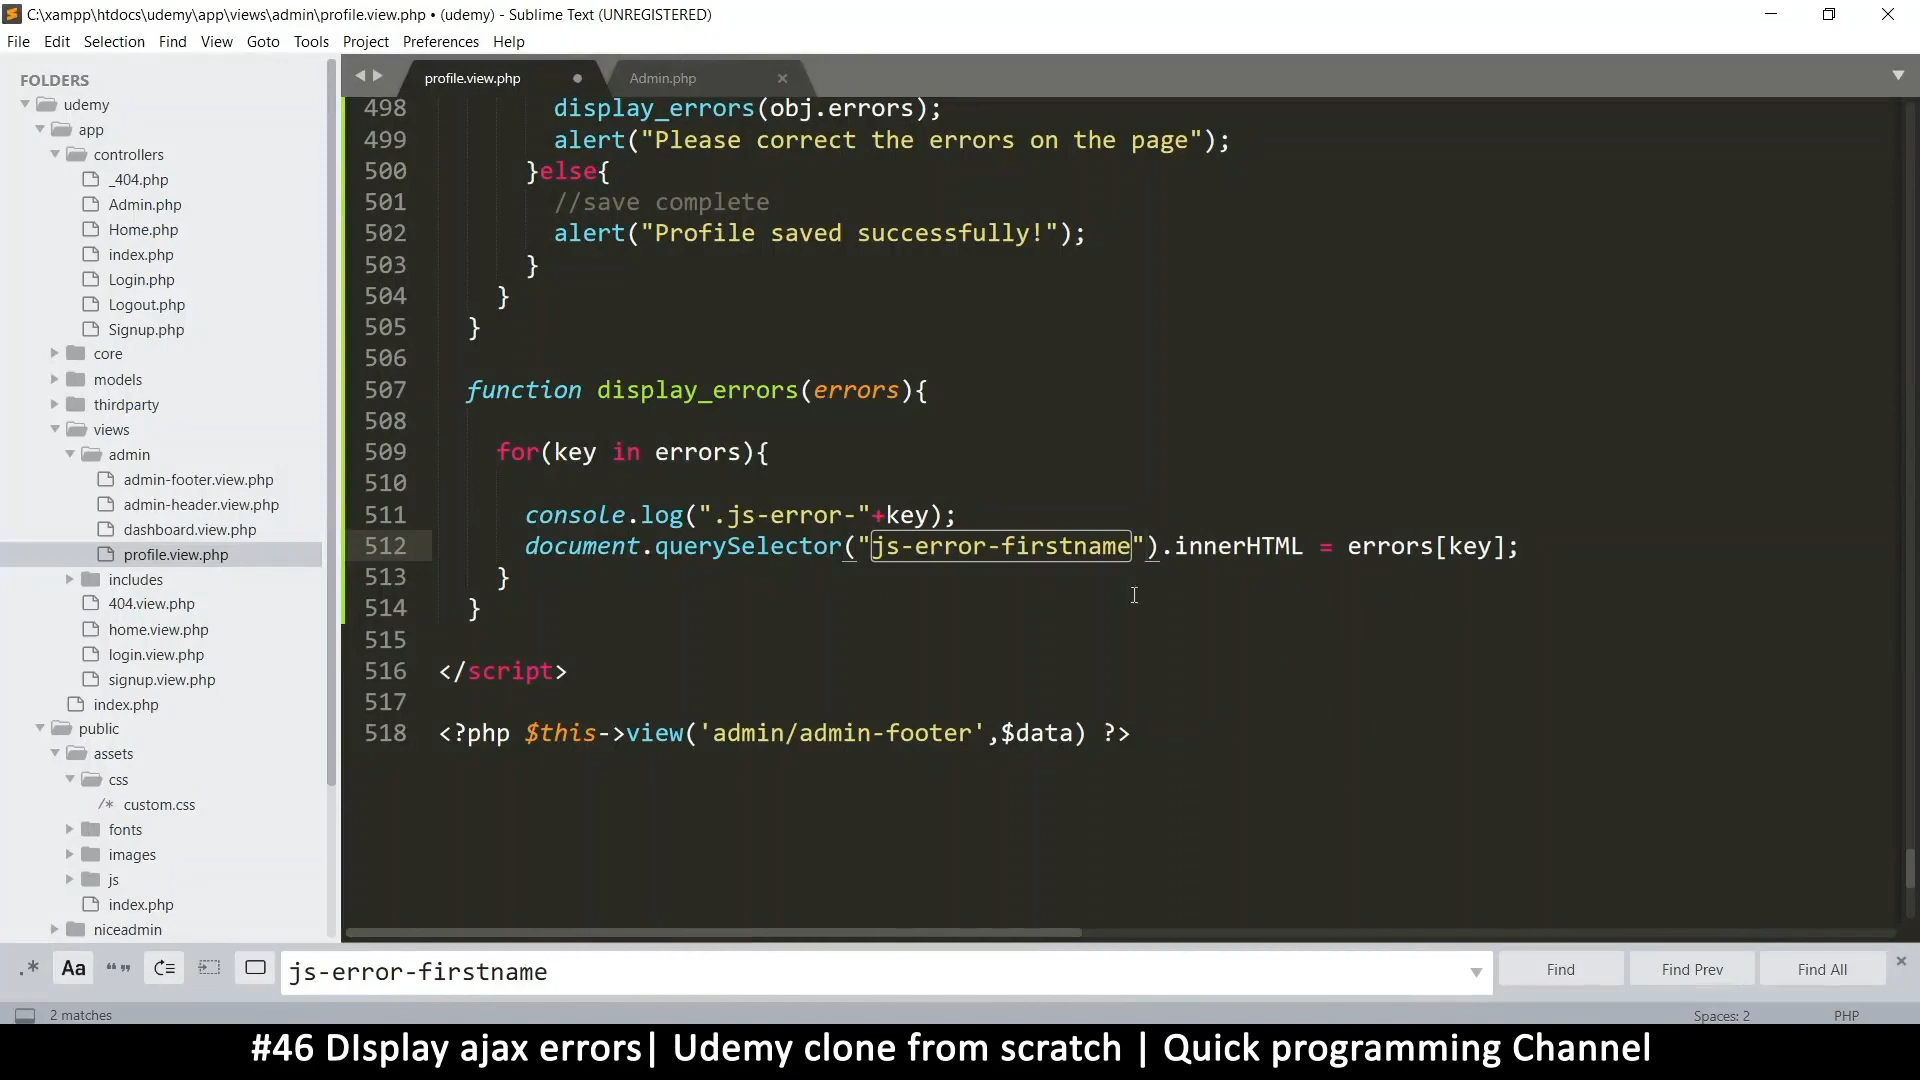 C:\xampp\htdocs\udemy\app\views\admin\profile.view.php • (udemy) - Sublime Text (UNREGISTERED)
File Edit Selection Find View Goto Tools Project Preferences Help
FOLDERS
udemy
app
controllers
_404.php
Admin.php
Home.php
index.php
Login.php
Logout.php
Signup.php
core
models
thirdparty
views
admin
admin-footer.view.php
admin-header.view.php
dashboard.view.php
profile.view.php
includes
404.view.php
home.view.php
login.view.php
signup.view.php
index.php
public
assets
css
/* custom.css
fonts
images
js
index.php
niceadmin
profile.view.php Admin.php
498 display_errors(obj.errors);
499 alert("Please correct the errors on the page");
500 }else{
501 //save complete
502 alert("Profile saved successfully!");
503 }
504 }
505 }
506
507 function display_errors(errors){
508
509 for(key in errors){
510
511 console.log(".js-error-"+key);
512 document.querySelector("js-error-firstname").innerHTML = errors[key];
513 }
514 }
515
516 </script>
517
518 <?php $this->view('admin/admin-footer',$data) ?>
.* Aa “” js-error-firstname Find Find Prev Find All
2 matches Spaces: 2 PHP
#46 DIsplay ajax errors| Udemy clone from scratch | Quick programming Channel